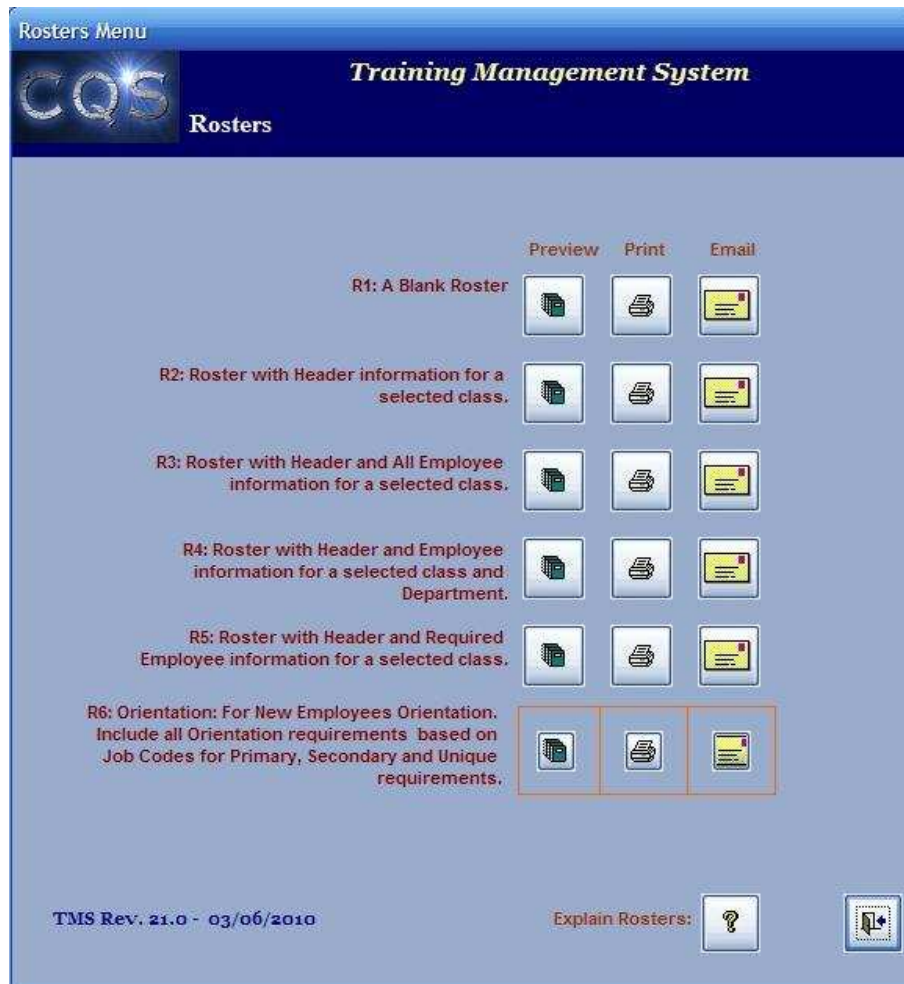 Rosters Menu
CQS
Training Management System
Rosters
Preview Print Email
R1: A Blank Roster
R2: Roster with Header information for a
selected class.
R3: Roster with Header and All Employee
information for a selected class.
R4: Roster with Header and Employee
information for a selected class and
Department.
R5: Roster with Header and Required
Employee information for a selected class.
R6: Orientation: For New Employees Orientation.
Include all Orientation requirements based on
Job Codes for Primary, Secondary and Unique
requirements.
TMS Rev. 21.0 - 03/06/2010
Explain Rosters: ?